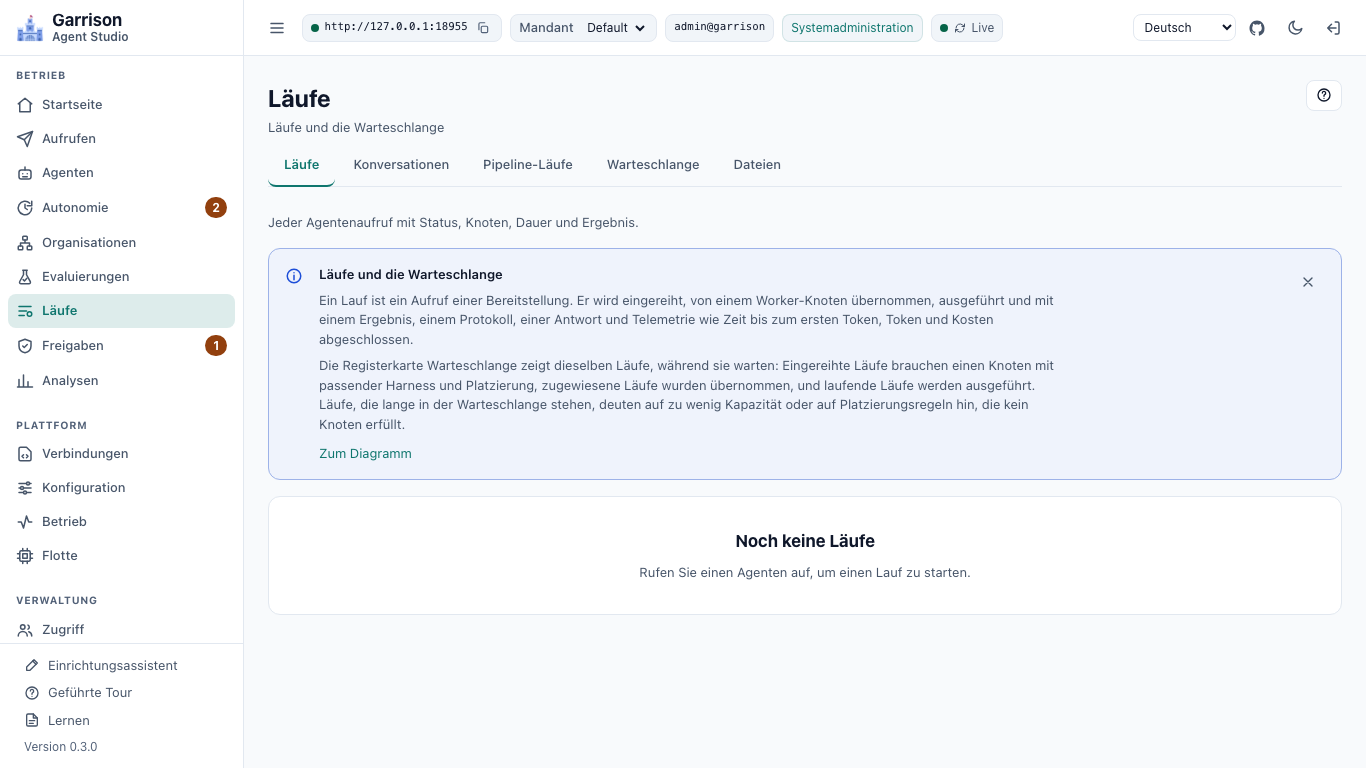 Garrison
Agent Studio
BETRIEB
Startseite
Aufrufen
Agenten
Autonomie 2
Organisationen
Evaluierungen
Läufe
Freigaben 1
Analysen
PLATTFORM
Verbindungen
Konfiguration
Betrieb
Flotte
VERWALTUNG
Zugriff
Einrichtungsassistent
Geführte Tour
Lernen
Version 0.3.0
http://127.0.0.1:18955 Mandant Default admin@garrison Systemadministration Live Deutsch
Läufe
Läufe und die Warteschlange
Läufe Konversationen Pipeline-Läufe Warteschlange Dateien
Jeder Agentenaufruf mit Status, Knoten, Dauer und Ergebnis.
Läufe und die Warteschlange
Ein Lauf ist ein Aufruf einer Bereitstellung. Er wird eingereiht, von einem Worker-Knoten übernommen, ausgeführt und mit
einem Ergebnis, einem Protokoll, einer Antwort und Telemetrie wie Zeit bis zum ersten Token, Token und Kosten
abgeschlossen.
Die Registerkarte Warteschlange zeigt dieselben Läufe, während sie warten: Eingereihte Läufe brauchen einen Knoten mit
passender Harness und Platzierung, zugewiesene Läufe wurden übernommen, und laufende Läufe werden ausgeführt.
Läufe, die lange in der Warteschlange stehen, deuten auf zu wenig Kapazität oder auf Platzierungsregeln hin, die kein
Knoten erfüllt.
Zum Diagramm
Noch keine Läufe
Rufen Sie einen Agenten auf, um einen Lauf zu starten.